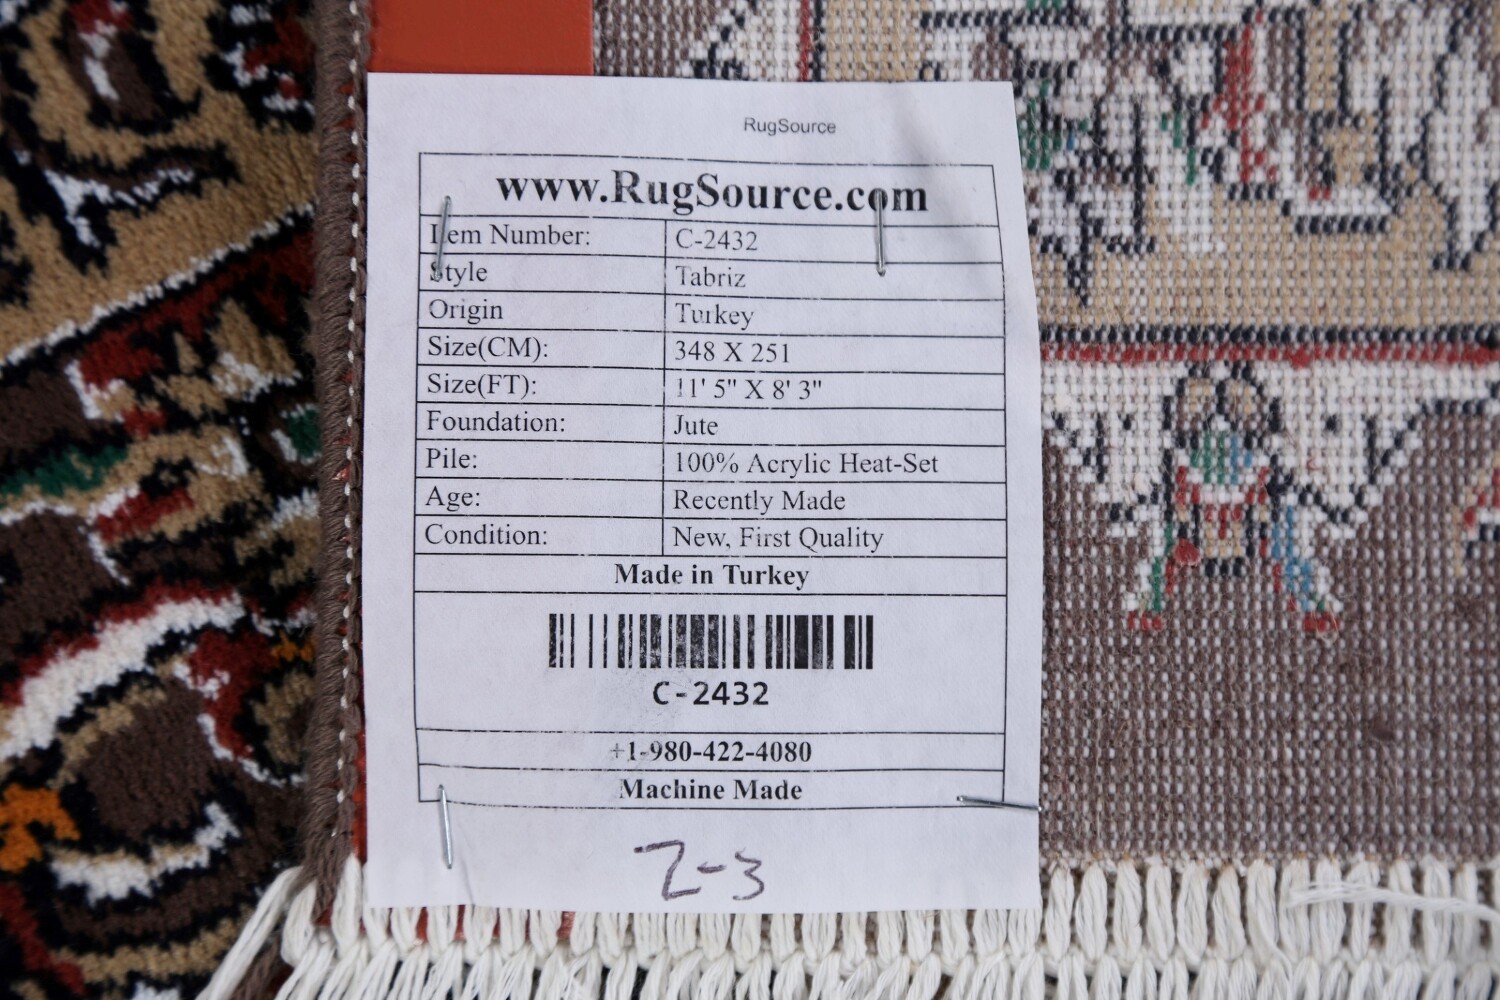 RugSource
www.RugSource.com
Item Number: C-2432
Style Tabriz
Origin Turkey
Size(CM): 348 X 251
Size(FT): 11' 5" X 8' 3"
Foundation: Jute
Pile: 100% Acrylic Heat-Set
Age: Recently Made
Condition: New, First Quality
Made in Turkey
C-2432
+1-980-422-4080
Machine Made
Z-3